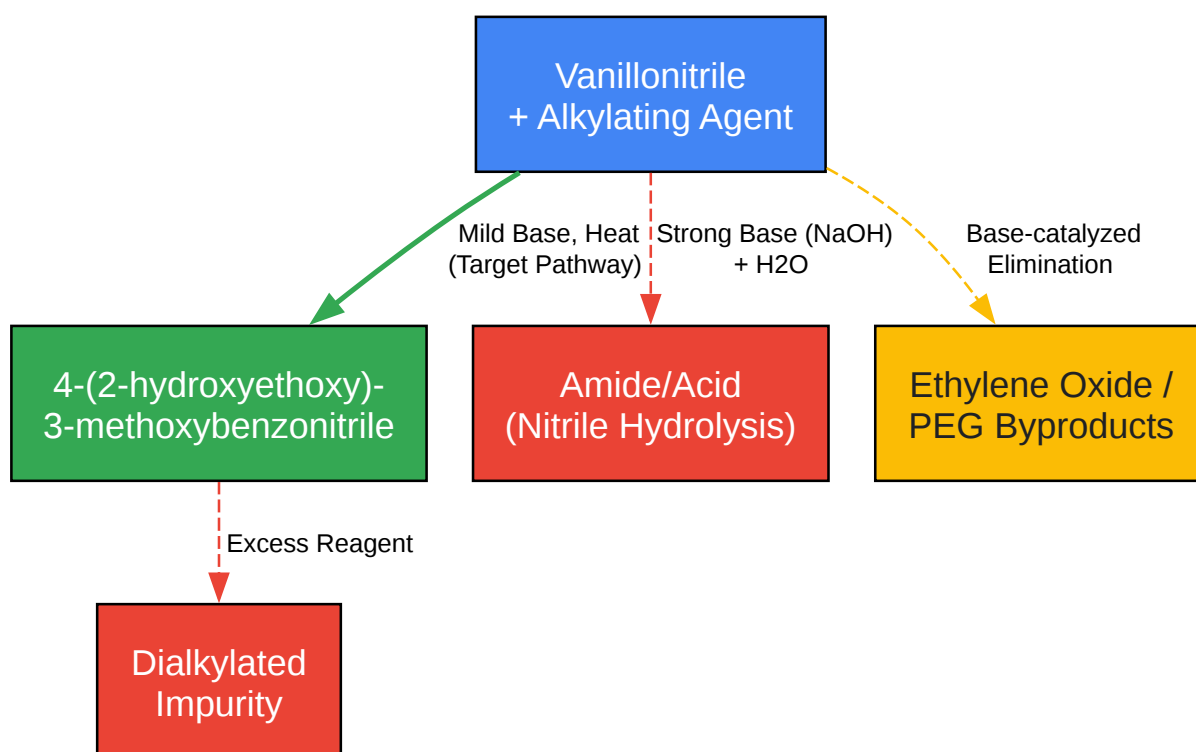 Vanillonitrile
+ Alkylating Agent
Mild Base, Heat
(Target Pathway)
Strong Base (NaOH)
+ H2O
Base-catalyzed
Elimination
4-(2-hydroxyethoxy)-
3-methoxybenzonitrile
Amide/Acid
(Nitrile Hydrolysis)
Ethylene Oxide /
PEG Byproducts
Excess Reagent
Dialkylated
Impurity